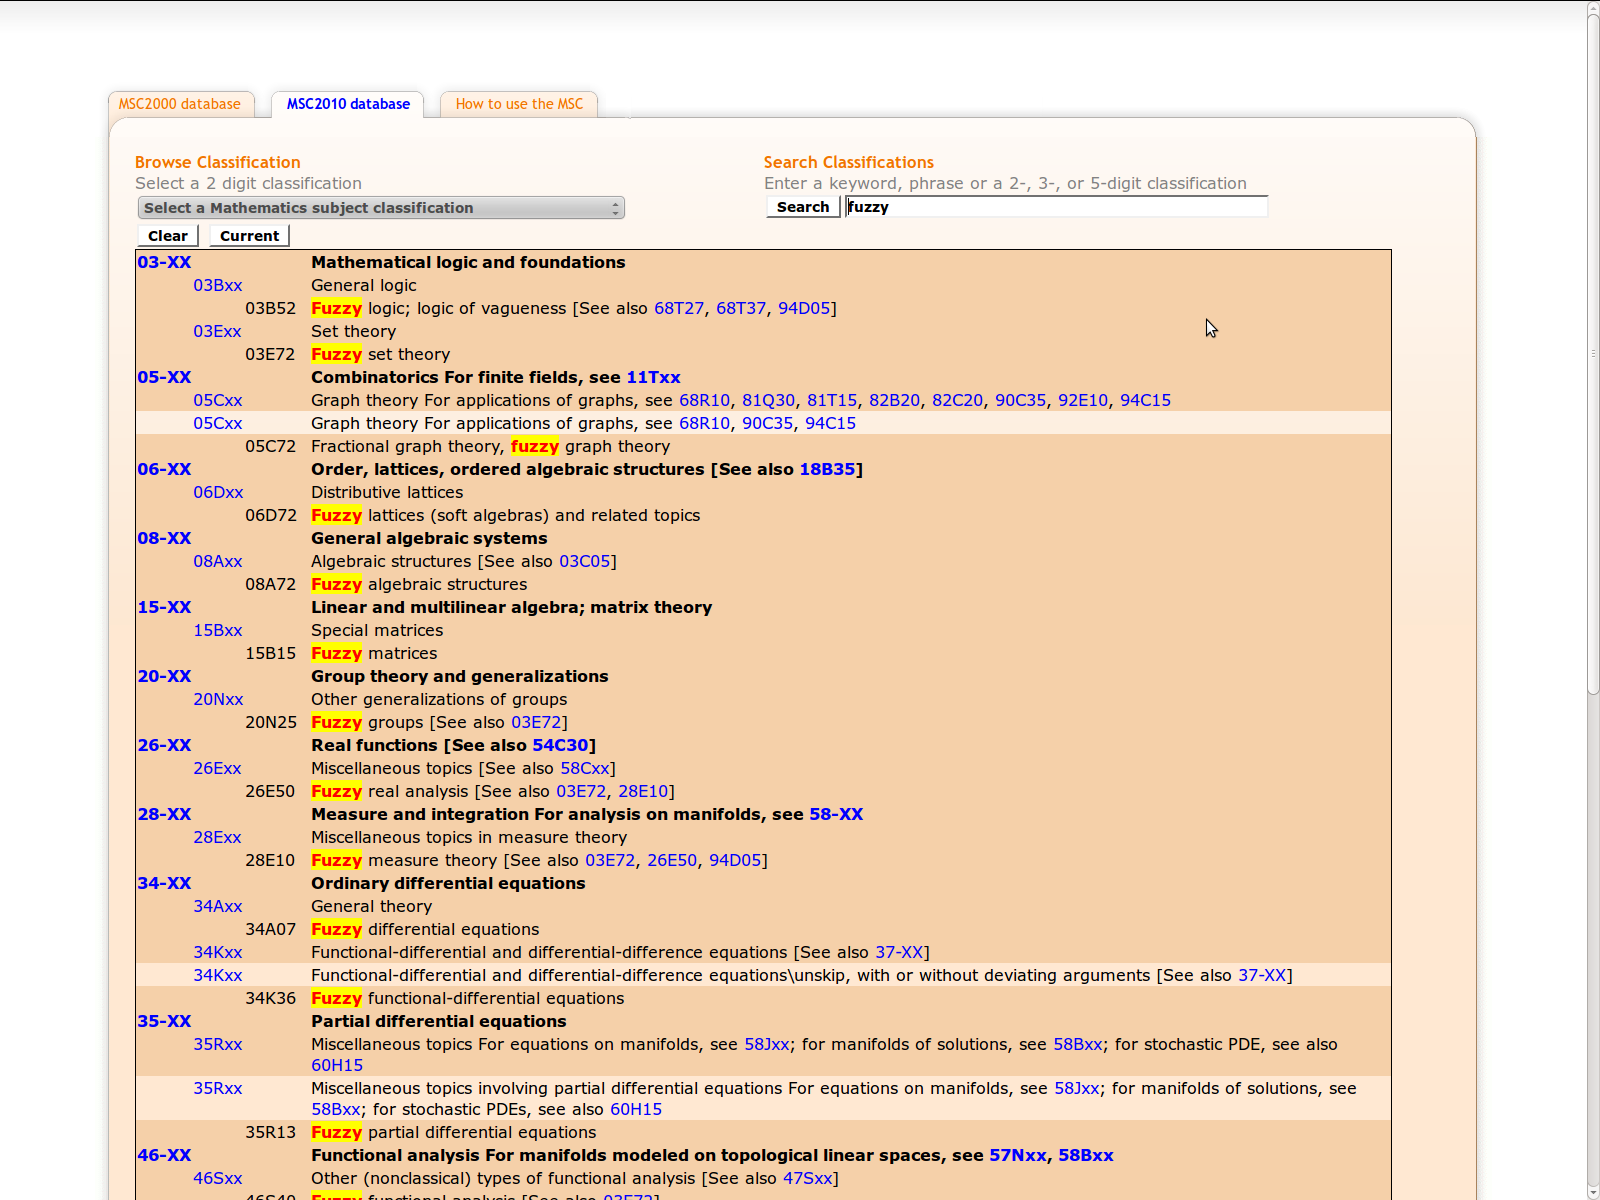 MSC2000 database MSC2010 database How to use the MSC
Browse Classification Search Classifications
Select a 2 digit classification Enter a keyword, phrase or a 2-, 3-, or 5-digit classification
Select a Mathematics subject classification Search fuzzy
Clear Current
03-XX Mathematical logic and foundations
03Bxx General logic
03B52 Fuzzy logic; logic of vagueness [See also 68T27, 68T37, 94D05]
03Exx Set theory
03E72 Fuzzy set theory
05-XX Combinatorics For finite fields, see 11Txx
05Cxx Graph theory For applications of graphs, see 68R10, 81Q30, 81T15, 82B20, 82C20, 90C35, 92E10, 94C15
05Cxx Graph theory For applications of graphs, see 68R10, 90C35, 94C15
05C72 Fractional graph theory, fuzzy graph theory
06-XX Order, lattices, ordered algebraic structures [See also 18B35]
06Dxx Distributive lattices
06D72 Fuzzy lattices (soft algebras) and related topics
08-XX General algebraic systems
08Axx Algebraic structures [See also 03C05]
08A72 Fuzzy algebraic structures
15-XX Linear and multilinear algebra; matrix theory
15Bxx Special matrices
15B15 Fuzzy matrices
20-XX Group theory and generalizations
20Nxx Other generalizations of groups
20N25 Fuzzy groups [See also 03E72]
26-XX Real functions [See also 54C30]
26Exx Miscellaneous topics [See also 58Cxx]
26E50 Fuzzy real analysis [See also 03E72, 28E10]
28-XX Measure and integration For analysis on manifolds, see 58-XX
28Exx Miscellaneous topics in measure theory
28E10 Fuzzy measure theory [See also 03E72, 26E50, 94D05]
34-XX Ordinary differential equations
34Axx General theory
34A07 Fuzzy differential equations
34Kxx Functional-differential and differential-difference equations [See also 37-XX]
34Kxx Functional-differential and differential-difference equations\unskip, with or without deviating arguments [See also 37-XX]
34K36 Fuzzy functional-differential equations
35-XX Partial differential equations
35Rxx Miscellaneous topics For equations on manifolds, see 58Jxx; for manifolds of solutions, see 58Bxx; for stochastic PDE, see also
60H15
35Rxx Miscellaneous topics involving partial differential equations For equations on manifolds, see 58Jxx; for manifolds of solutions, see
58Bxx; for stochastic PDEs, see also 60H15
35R13 Fuzzy partial differential equations
46-XX Functional analysis For manifolds modeled on topological linear spaces, see 57Nxx, 58Bxx
46Sxx Other (nonclassical) types of functional analysis [See also 47Sxx]
46S40 Fuzzy functional analysis [See also 03E72]